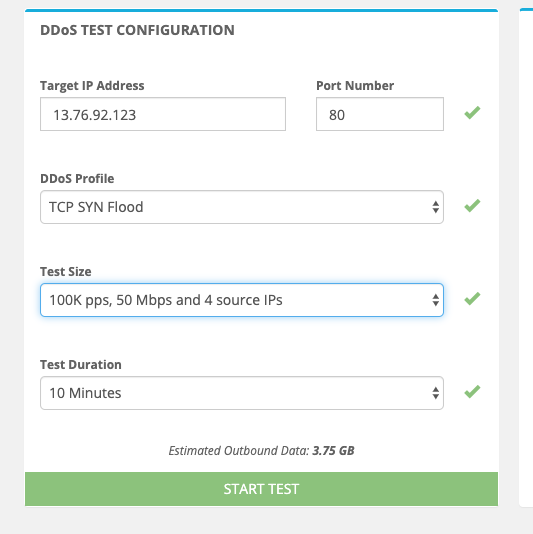 DDoS TEST CONFIGURATION
Target IP Address
Port Number
13.76.92.123
80
DDoS Profile
TCP SYN Flood
Test Size
100K pps, 50 Mbps and 4 source IPs
Test Duration
10 Minutes
Estimated Outbound Data: 3.75 GB
START TEST